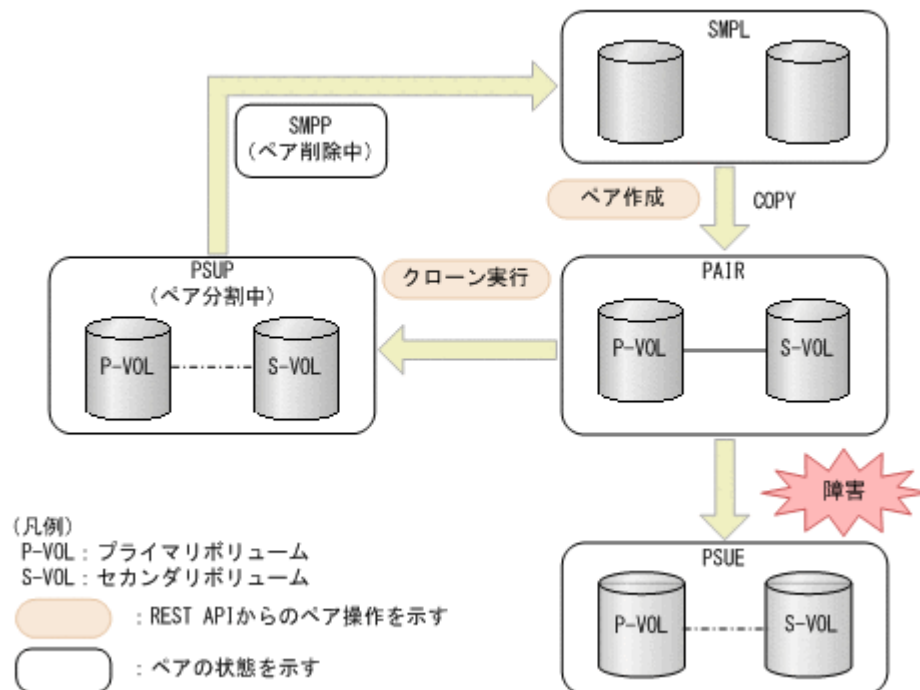 SMPL
SMPP
(ペア削除中)
ペア作成
COPY
PSUP
(ペア分割中)
P-VOL
S-VOL
クローン実行
PAIR
P-VOL
S-VOL
障害
PSUE
P-VOL
S-VOL
(凡例)
P-VOL：プライマリボリューム
S-VOL：セカンダリボリューム
：REST APIからのペア操作を示す
：ペアの状態を示す